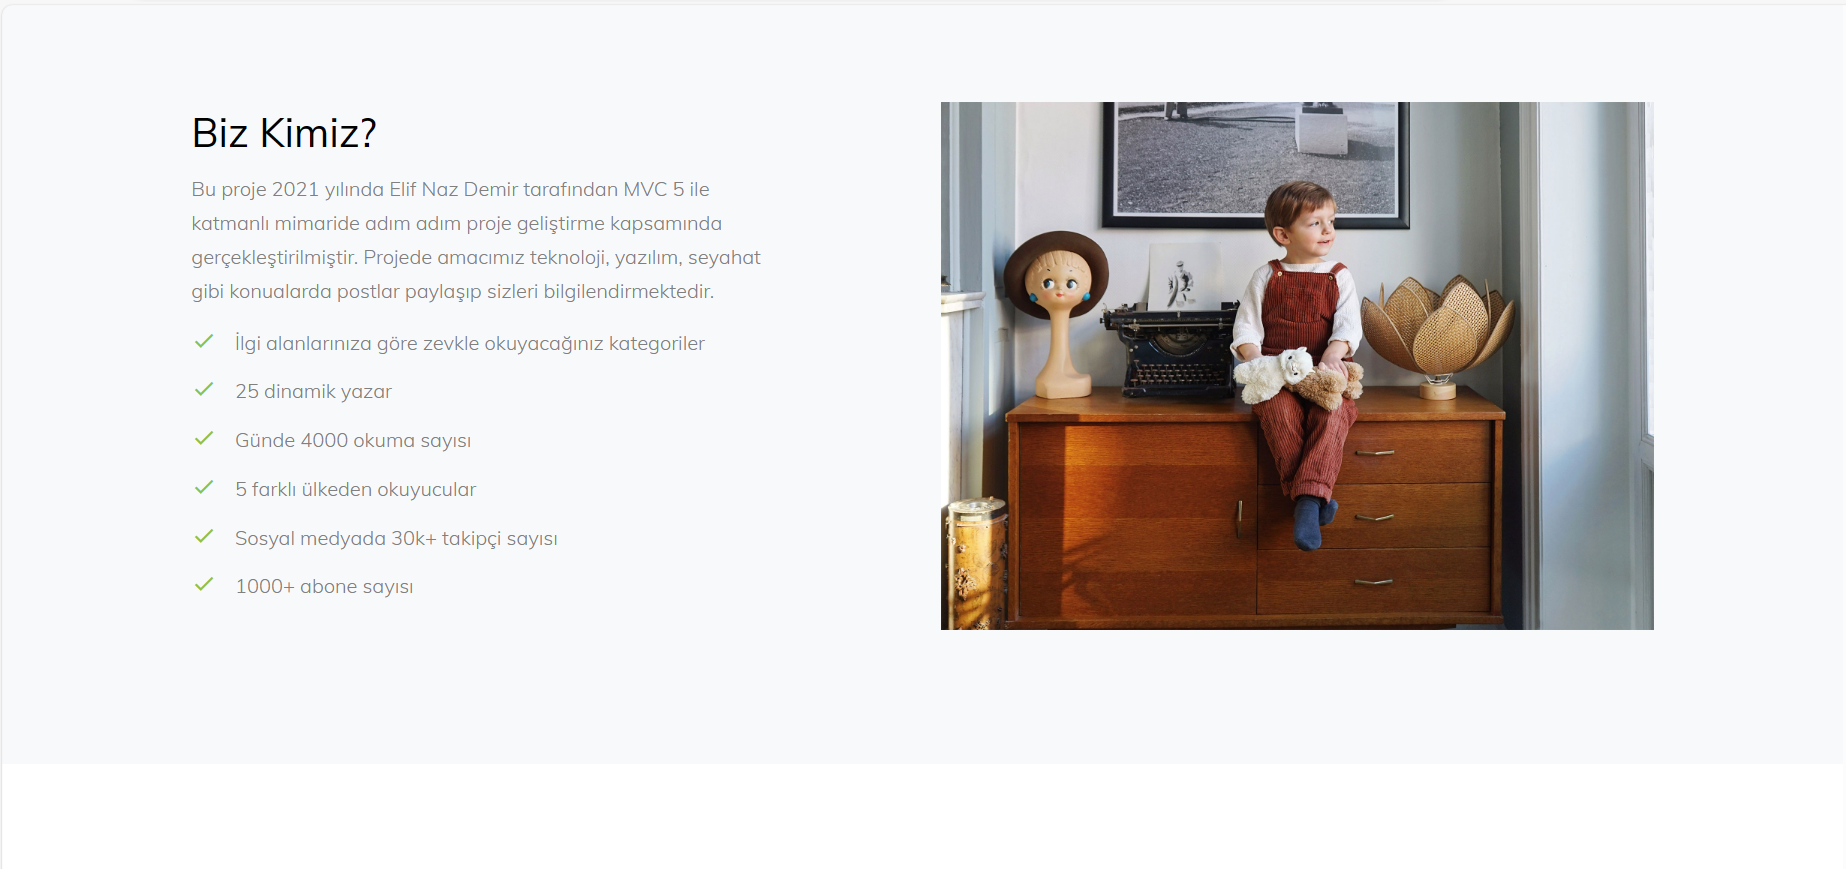 Biz Kimiz?
Bu proje 2021 yılında Elif Naz Demir tarafından MVC 5 ile
katmanlı mimaride adım adım proje geliştirme kapsamında
gerçekleştirilmiştir. Projede amacımız teknoloji, yazılım, seyahat
gibi konualarda postlar paylaşıp sizleri bilgilendirmektedir.
İlgi alanlarınıza göre zevkle okuyacağınız kategoriler
25 dinamik yazar
Günde 4000 okuma sayısı
5 farklı ülkeden okuyucular
Sosyal medyada 30k+ takipçi sayısı
1000+ abone sayısı